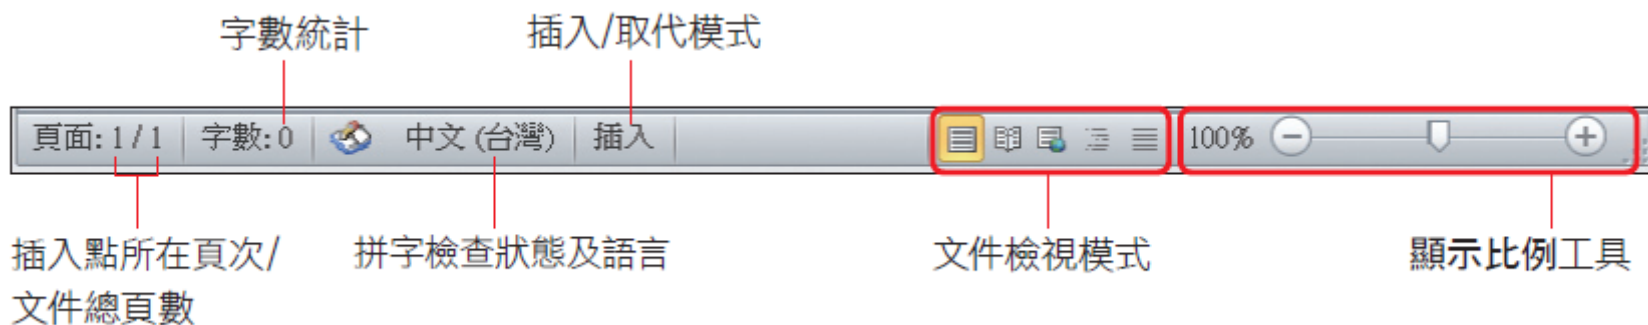 字數統計
插入/取代模式
頁面: 1 / 1 字數: 0 中文 (台灣) 插入 100%
插入點所在頁次/
文件總頁數
拼字檢查狀態及語言
文件檢視模式
顯示比例工具